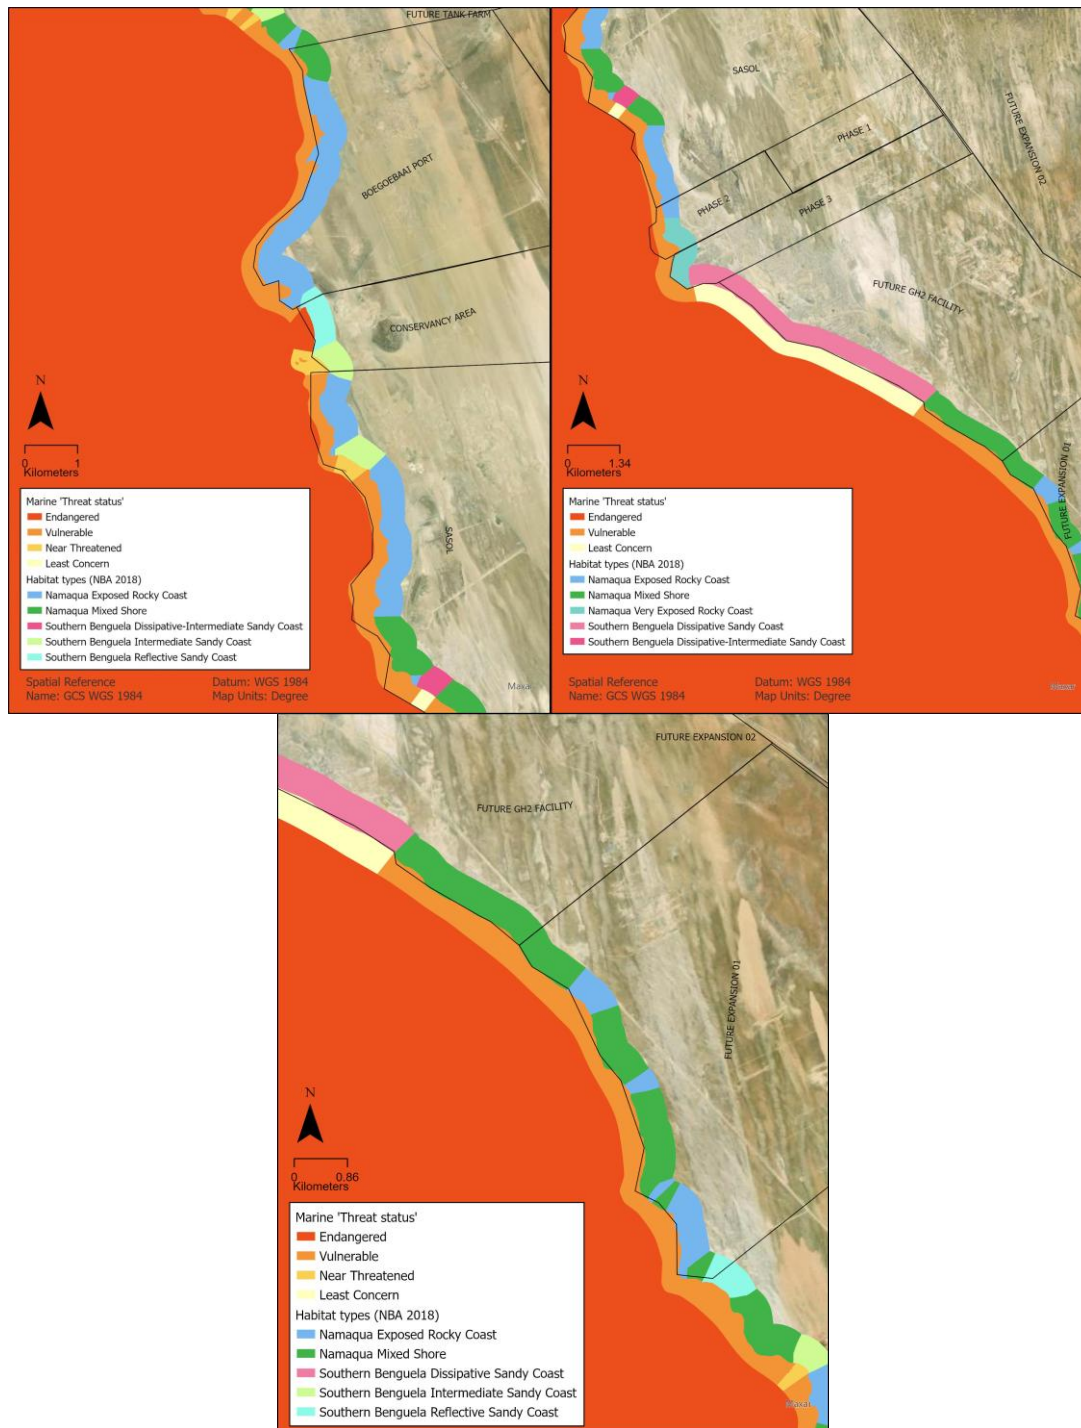 FUTURE TANK FARM
BOEGOEBAAI PORT
CONSERVANCY AREA
SASOL
N
0 1
Kilometers
Marine 'Threat status'
Endangered
Vulnerable
Near Threatened
Least Concern
Habitat types (NBA 2018)
Namaqua Exposed Rocky Coast
Namaqua Mixed Shore
Southern Benguela Dissipative-Intermediate Sandy Coast
Southern Benguela Intermediate Sandy Coast
Southern Benguela Reflective Sandy Coast
Spatial Reference
Name: GCS WGS 1984
Datum: WGS 1984
Map Units: Degree
Maxar
SASOL
PHASE 1
FUTURE EXPANSION 02
PHASE 2
PHASE 3
FUTURE GH2 FACILITY
FUTURE EXPANSION 01
N
0 1.34
Kilometers
Marine 'Threat status'
Endangered
Vulnerable
Least Concern
Habitat types (NBA 2018)
Namaqua Exposed Rocky Coast
Namaqua Mixed Shore
Namaqua Very Exposed Rocky Coast
Southern Benguela Dissipative Sandy Coast
Southern Benguela Dissipative-Intermediate Sandy Coast
Spatial Reference
Name: GCS WGS 1984
Datum: WGS 1984
Map Units: Degree
Maxar
FUTURE EXPANSION 02
FUTURE GH2 FACILITY
FUTURE EXPANSION 01
N
0 0.86
Kilometers
Marine 'Threat status'
Endangered
Vulnerable
Near Threatened
Least Concern
Habitat types (NBA 2018)
Namaqua Exposed Rocky Coast
Namaqua Mixed Shore
Southern Benguela Dissipative Sandy Coast
Southern Benguela Intermediate Sandy Coast
Southern Benguela Reflective Sandy Coast
Maxar